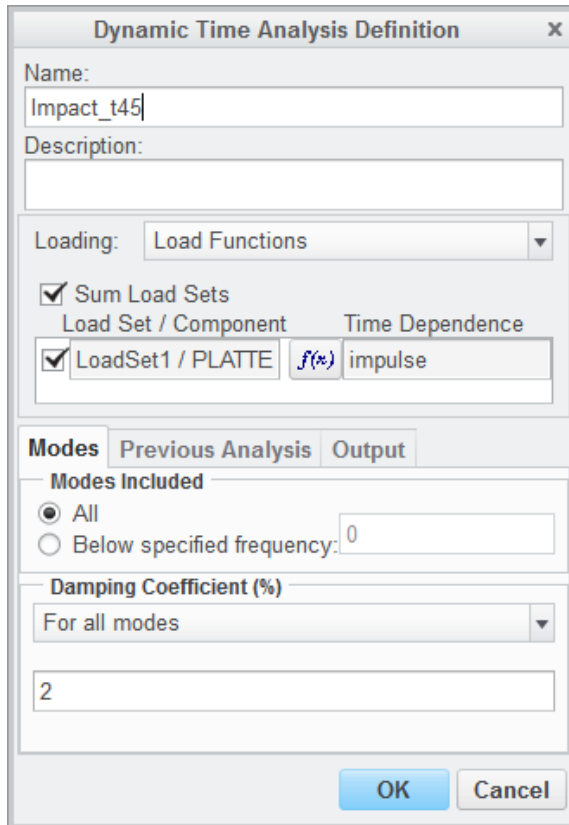 Dynamic Time Analysis Definition x
Name:
Impact_t45
Description:
Loading: Load Functions
Sum Load Sets
Load Set / Component Time Dependence
LoadSet1 / PLATTE f(x) impulse
Modes Previous Analysis Output
Modes Included
All
Below specified frequency: 0
Damping Coefficient (%)
For all modes
2
OK Cancel